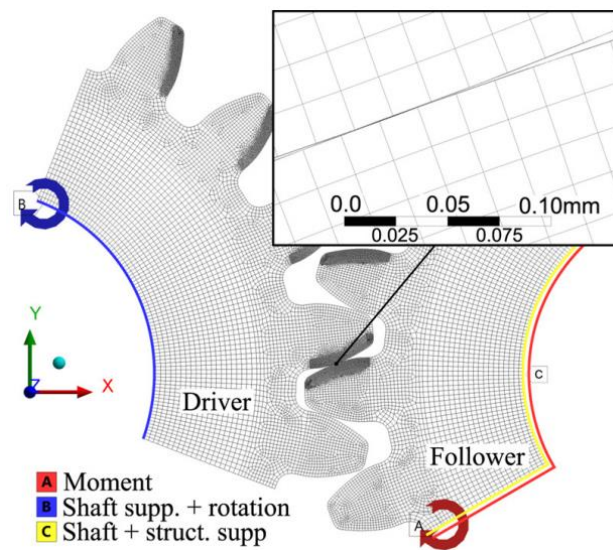 0.0 0.05 0.10mm
0.025 0.075
B
Y
Z X
C
Driver
Follower
A Moment
B Shaft supp. + rotation
C Shaft + struct. supp
A